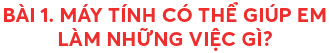 BÀI 1. MÁY TÍNH CÓ THỂ GIÚP EM
LÀM NHỮNG VIỆC GÌ?